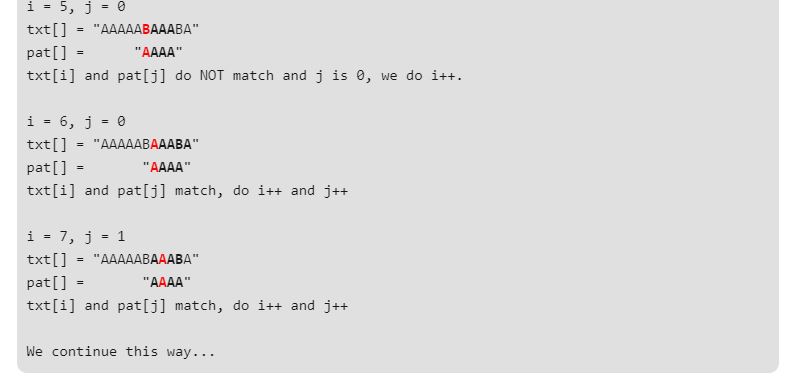 i = 5, j = 0
txt[] = "AAAAABAAABA"
pat[] =      "AAAA"
txt[i] and pat[j] do NOT match and j is 0, we do i++.

i = 6, j = 0
txt[] = "AAAAABAAABA"
pat[] =       "AAAA"
txt[i] and pat[j] match, do i++ and j++

i = 7, j = 1
txt[] = "AAAAABAAABA"
pat[] =       "AAAA"
txt[i] and pat[j] match, do i++ and j++

We continue this way...